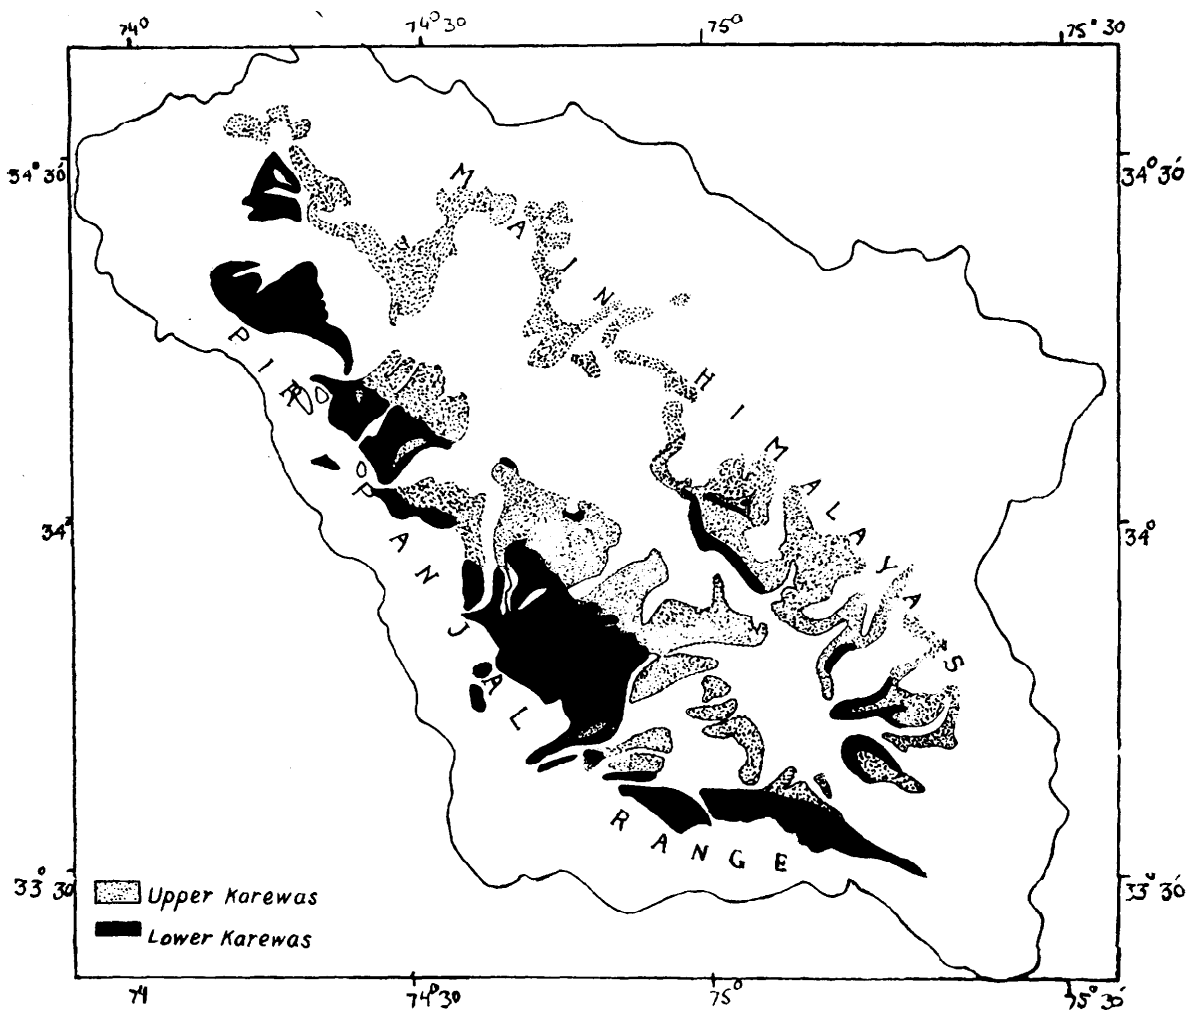 74° 74°30 75° 75°30
34°30' 34°30
MAIN HIMALAYAS
PIR PANJAL RANGE
34° 34°
33°30 33°30'
Upper Karewas
Lower Karewas
74 74°30 75° 75°30'